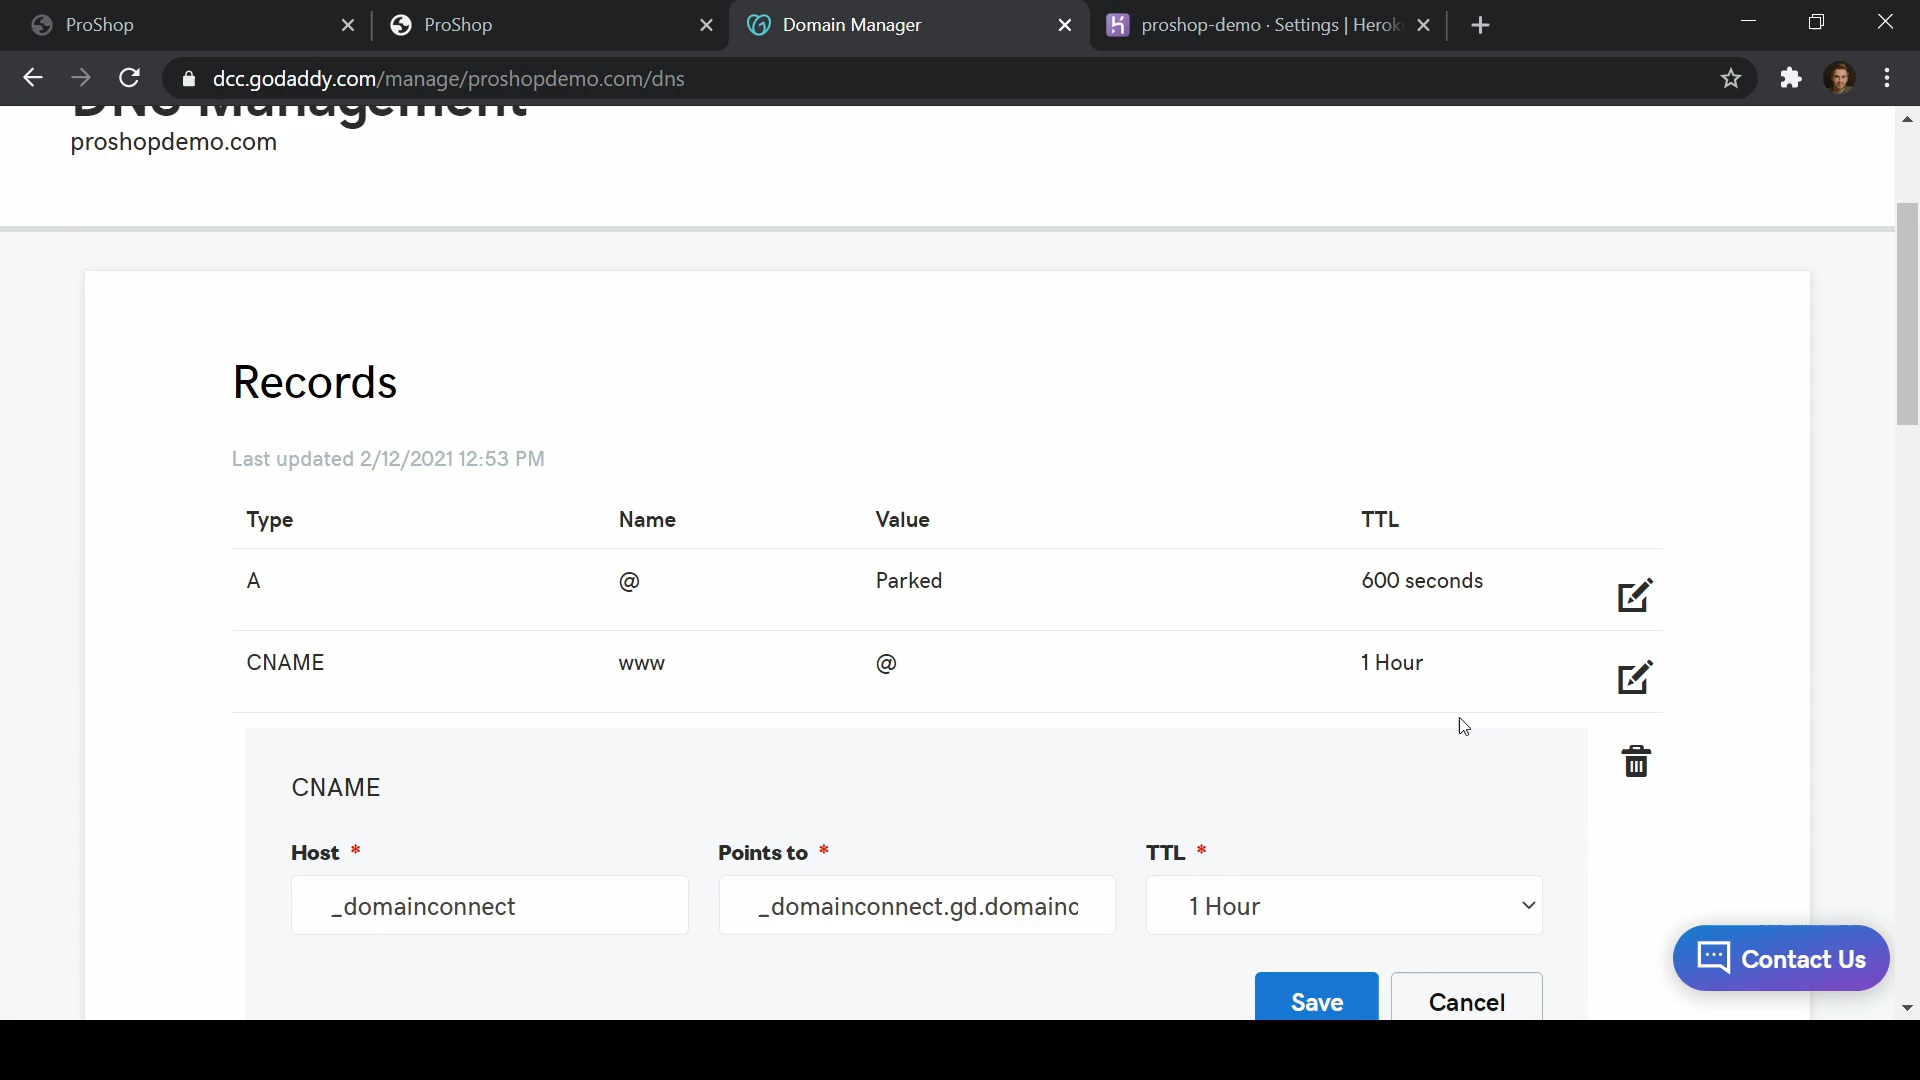 ProShop
ProShop
Domain Manager
proshop-demo · Settings | Herok
dcc.godaddy.com/manage/proshopdemo.com/dns
DNS Management
proshopdemo.com
Records
Last updated 2/12/2021 12:53 PM
Type Name Value TTL
A @ Parked 600 seconds
CNAME www @ 1 Hour
CNAME
Host * Points to * TTL *
_domainconnect _domainconnect.gd.domainc 1 Hour
Contact Us
Save Cancel